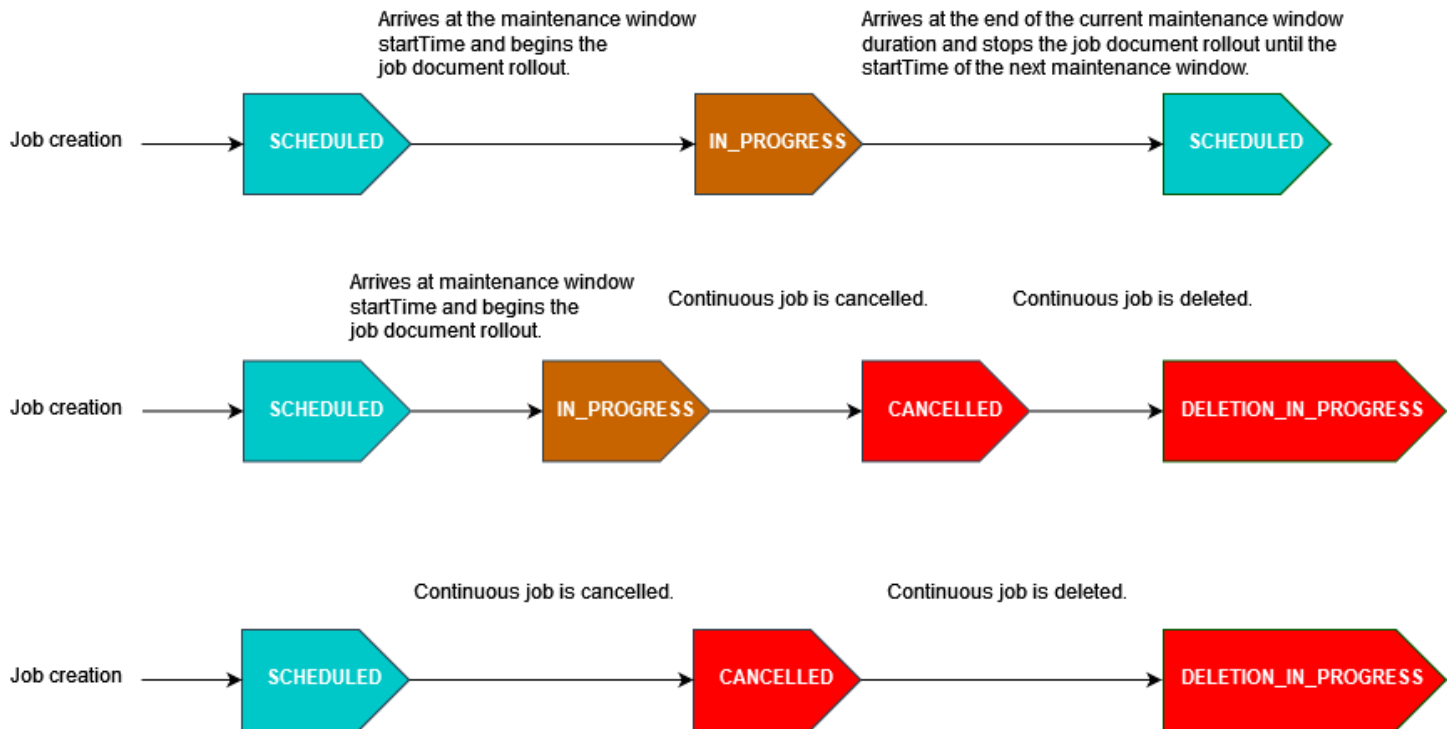 Arrives at the maintenance window
startTime and begins the
job document rollout.
Arrives at the end of the current maintenance window
duration and stops the job document rollout until the
startTime of the next maintenance window.
Job creation
SCHEDULED
IN_PROGRESS
SCHEDULED
Arrives at maintenance window
startTime and begins the
job document rollout.
Continuous job is cancelled.
Continuous job is deleted.
Job creation
SCHEDULED
IN_PROGRESS
CANCELLED
DELETION_IN_PROGRESS
Continuous job is cancelled.
Continuous job is deleted.
Job creation
SCHEDULED
CANCELLED
DELETION_IN_PROGRESS